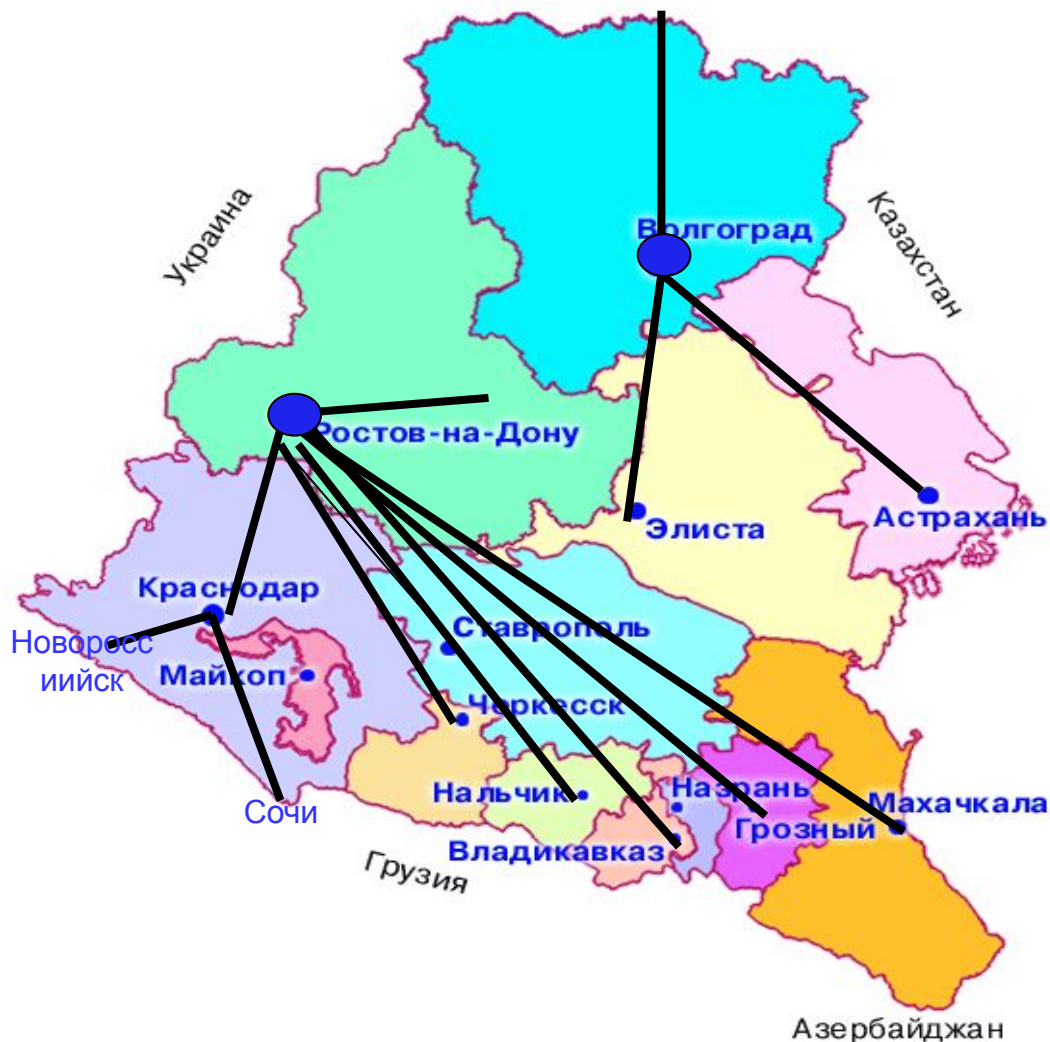 Волгоград
Украина
Казахстан
Ростов-на-Дону
Астрахань
Элиста
Краснодар
Ставрополь
Новоросс
иийск
Майкоп
Черкесск
Назрань
Нальчик
Махачкала
Сочи
Грозный
Владикавказ
Грузия
Азербайджан